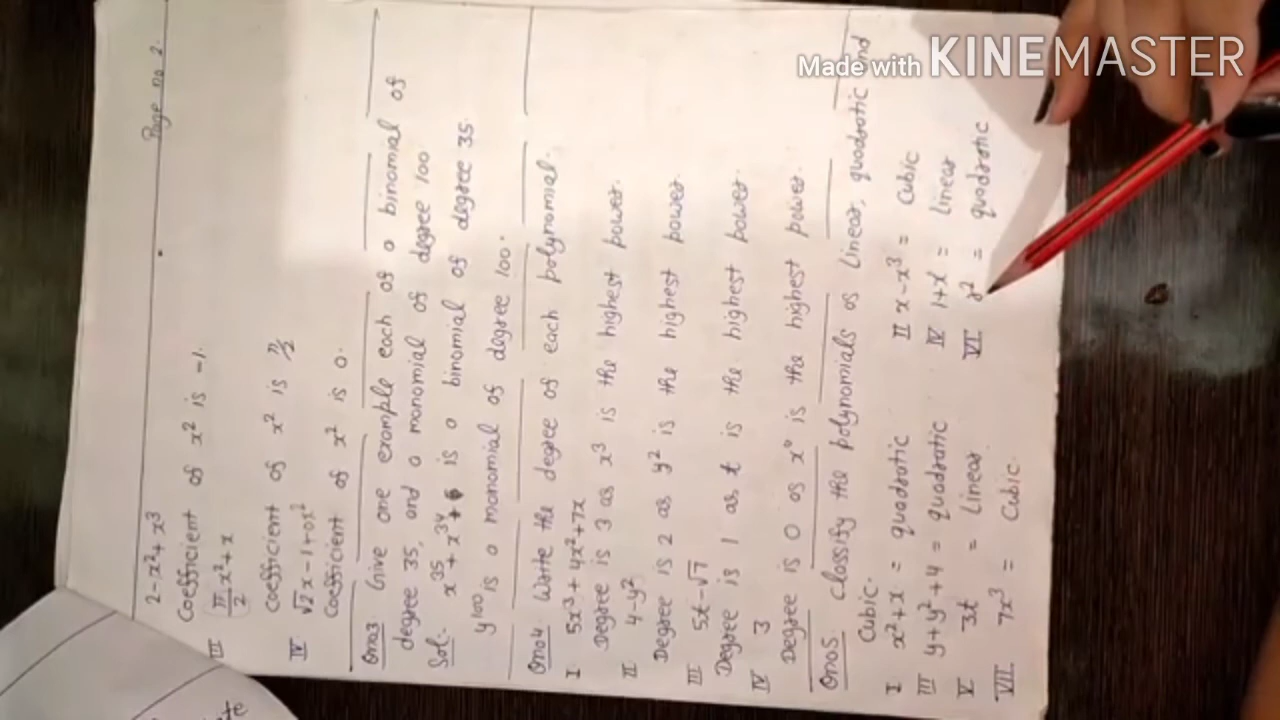 Page no 2.
2-x²+x³
Coefficient of x² is -1.
III π/2 x²+x
Coefficient of x² is π/2
IV √2x-1+0x²
Coefficient of x² is 0.
Qno3 Give one example each of a binomial of
degree 35, and a monomial of degree 100
Sol:- x³⁵+x³⁴ is a binomial of degree 35.
y¹⁰⁰ is a monomial of degree 100.
Qno4. Write the degree of each polynomial.
I 5x³+4x²+7x
Degree is 3 as x³ is the highest power.
II 4-y²
Degree is 2 as y² is the highest power.
III 5t-√7
Degree is 1 as t is the highest power.
IV 3
Degree is 0 as x⁰ is the highest power.
Qno5 Classify the polynomials as linear, quadratic and
Cubic.
I x²+x = quadratic II x-x³ = Cubic
III y+y²+4 = quadratic IV 1+x = linear
V 3t = linear VI. r² = quadratic
VII. 7x³ = Cubic.
Made with KINEMASTER